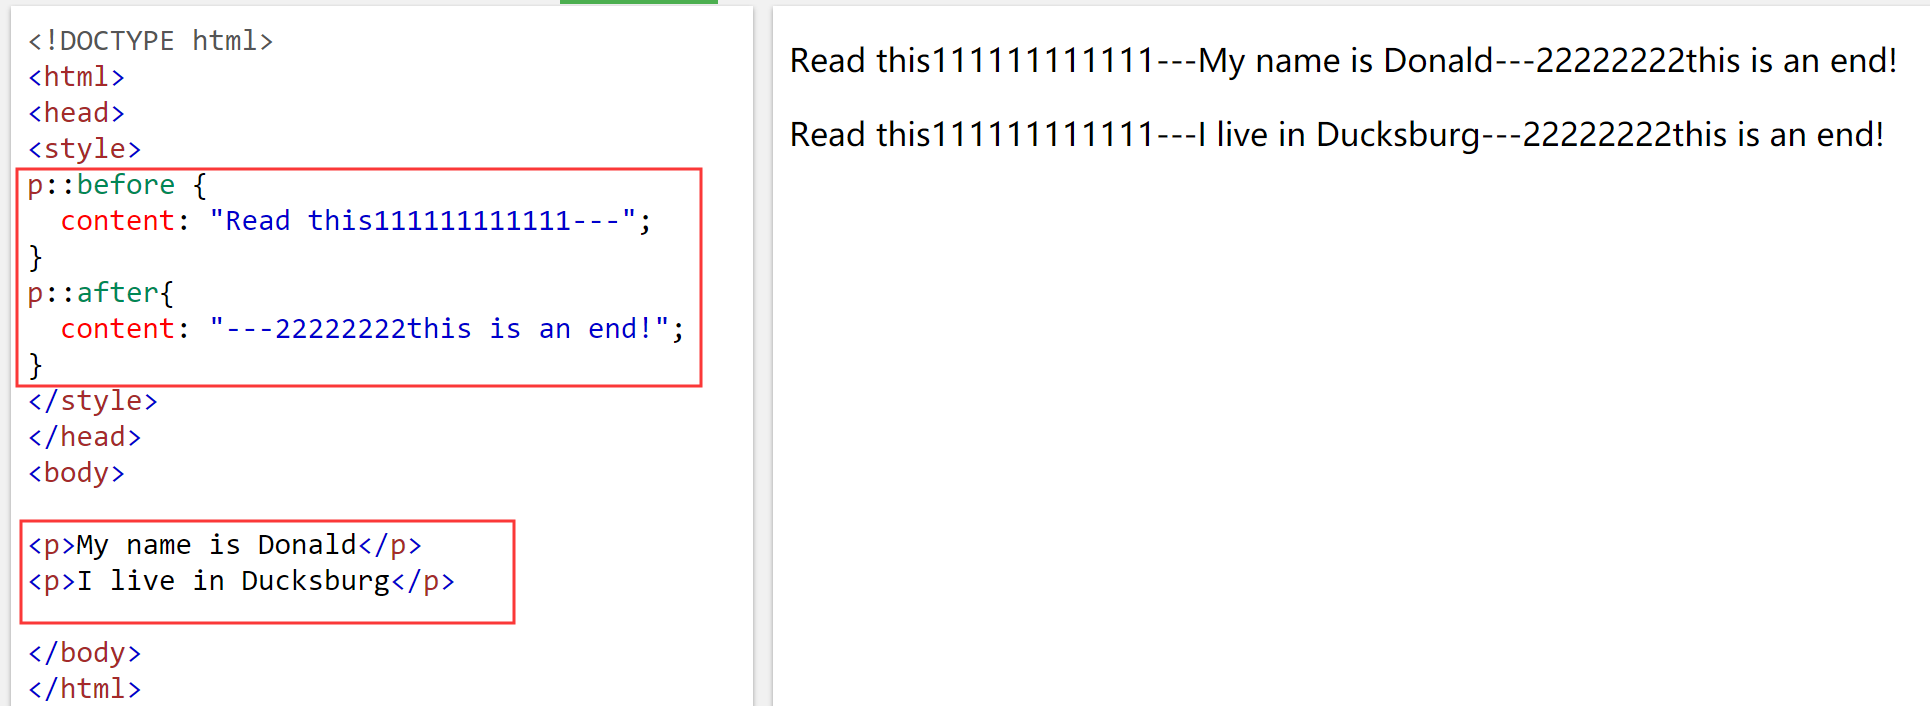 <!DOCTYPE html>
<html>
<head>
<style>
p::before {
  content: "Read this111111111111---";
}
p::after{
  content: "---22222222this is an end!";
}
</style>
</head>
<body>
<p>My name is Donald</p>
<p>I live in Ducksburg</p>
</body>
</html>
Read this111111111111---My name is Donald---22222222this is an end!
Read this111111111111---I live in Ducksburg---22222222this is an end!